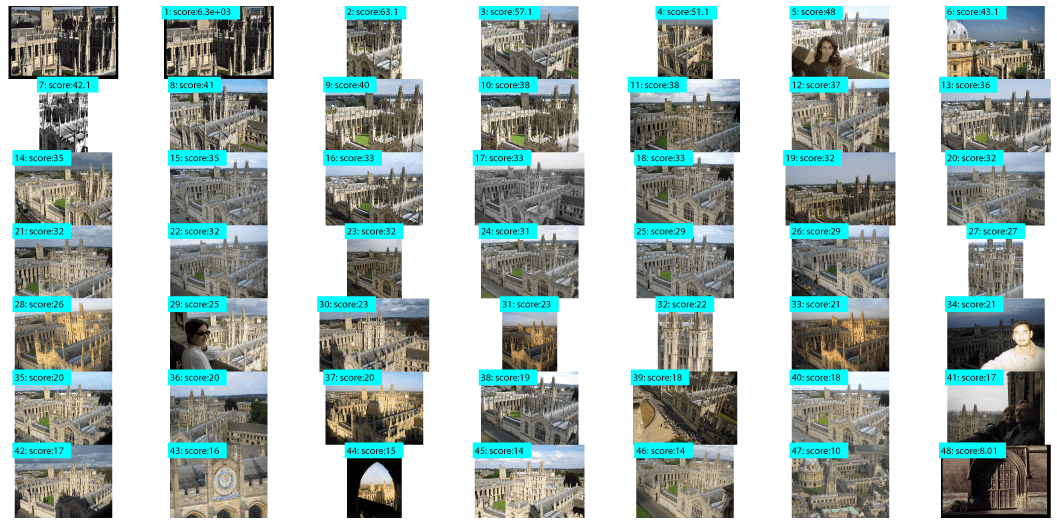 1: score:6.3e+03
2: score:63.1
3: score:57.1
4: score:51.1
5: score:48
6: score:43.1
7: score:42.1
8: score:41
9: score:40
10: score:38
11: score:38
12: score:37
13: score:36
14: score:35
15: score:35
16: score:33
17: score:33
18: score:33
19: score:32
20: score:32
21: score:32
22: score:32
23: score:32
24: score:31
25: score:29
26: score:29
27: score:27
28: score:26
29: score:25
30: score:23
31: score:23
32: score:22
33: score:21
34: score:21
35: score:20
36: score:20
37: score:20
38: score:19
39: score:18
40: score:18
41: score:17
42: score:17
43: score:16
44: score:15
45: score:14
46: score:14
47: score:10
48: score:8.01